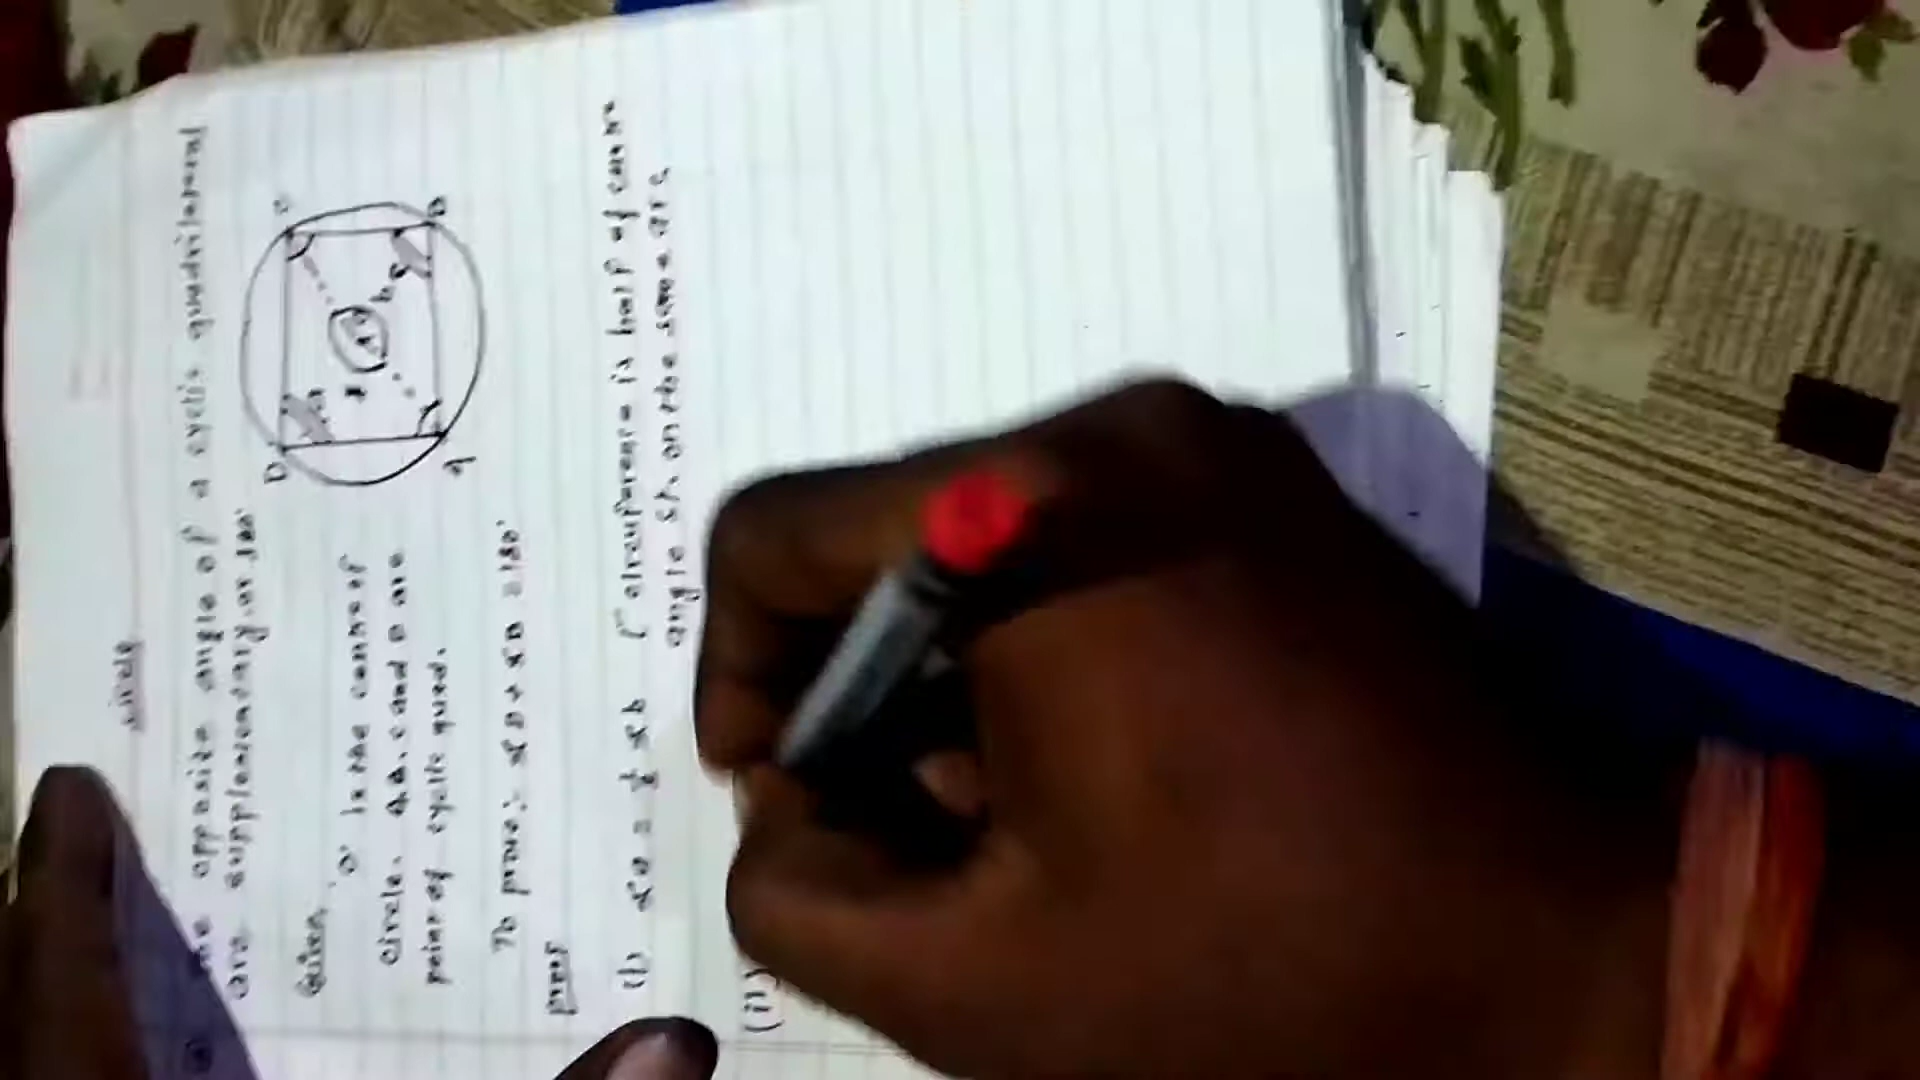 circle
opposite angle of a cyclic quadrilateral
are supplementary or 180°
Given,
'O' is the centre of
circle. A, B, C and D are
point of cyclic quad.
To prove :- ∠B + ∠D = 180°
proof
(i) = ½ [ circumference is half of centre
angle st. on the same arc
(ii)
C
B
D
A